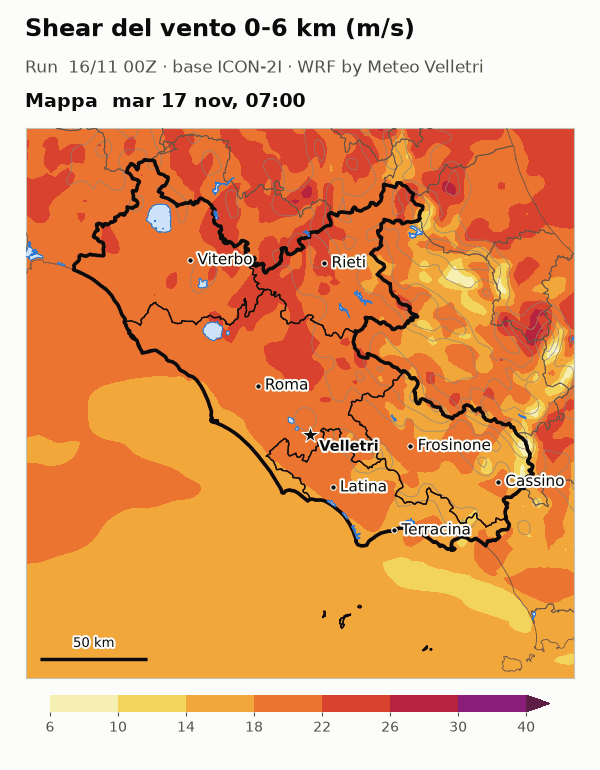 Shear del vento 0-6 km (m/s)
Run  16/11 00Z · base ICON-2I · WRF by Meteo Velletri
Mappa  mar 17 nov, 07:00
Viterbo
Rieti
Roma
Velletri
Frosinone
Cassino
Latina
Terracina
50 km
6 10 14 18 22 26 30 40